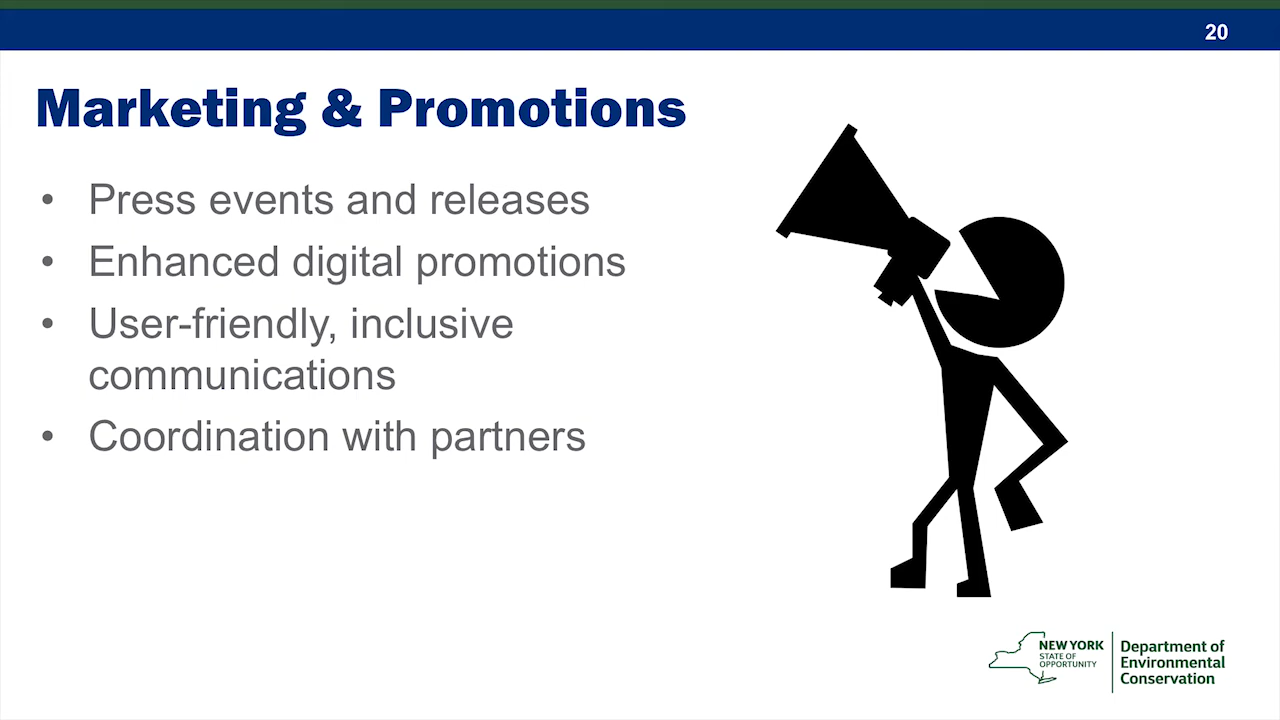 20
Marketing & Promotions
• Press events and releases
• Enhanced digital promotions
• User-friendly, inclusive
communications
• Coordination with partners
NEW YORK
STATE OF
OPPORTUNITY
Department of
Environmental
Conservation